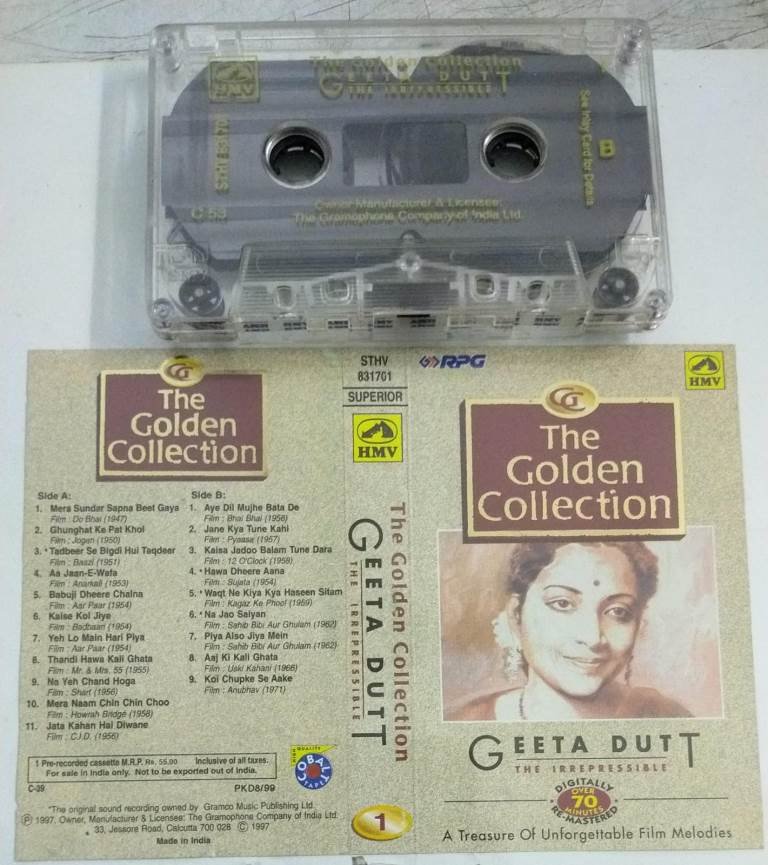 The Golden Collection
HMV
GEETA DUTT
THE IRREPRESSIBLE
B
See Inlay Card for Details
C 53
Owner Manufacturer & Licensee:
The Gramophone Company of India Ltd.
CG
The
Golden
Collection
Side A:
1. Mera Sundar Sapna Beet Gaya
Film : Do Bhai (1947)
2. Ghunghat Ke Pat Khol
Film : Jogan (1950)
3. *Tadbeer Se Bigdi Hui Taqdeer
Film : Baazi (1951)
4. Aa Jaan-E-Wafa
Film : Anarkali (1953)
5. Babuji Dheere Chalna
Film : Aar Paar (1954)
6. Kaise Koi Jiye
Film : Badbaan (1954)
7. Yeh Lo Main Hari Piya
Film : Aar Paar (1954)
8. Thandi Hawa Kali Ghata
Film : Mr. & Mrs. 55 (1955)
9. Na Yeh Chand Hoga
Film : Shart (1956)
10. Mera Naam Chin Chin Choo
Film : Howrah Bridge (1958)
11. Jata Kahan Hai Diwane
Film : C.I.D. (1956)
Side B:
1. Aye Dil Mujhe Bata De
Film : Bhai Bhai (1956)
2. Jane Kya Tune Kahi
Film : Pyaasa (1957)
3. Kaisa Jadoo Balam Tune Dara
Film : 12 O'Clock (1958)
4. *Hawa Dheere Aana
Film : Sujata (1954)
5. *Waqt Ne Kiya Kya Haseen Sitam
Film : Kagaz Ke Phool (1959)
6. *Na Jao Saiyan
Film : Sahib Bibi Aur Ghulam (1962)
7. Piya Aiso Jiya Mein
Film : Sahib Bibi Aur Ghulam (1962)
8. Aaj Ki Kali Ghata
Film : Uski Kahani (1966)
9. Koi Chupke Se Aake
Film : Anubhav (1971)
1 Pre-recorded cassette M.R.P. Rs. 55.00 Inclusive of all taxes.
For sale in India only. Not to be exported out of India.
HIGH QUALITY
COBALT
TAPE
C-39
PKD8/99
*The original sound recording owned by Gramco Music Publishing Ltd.
Ⓟ 1997. Owner, Manufacturer & Licensee: The Gramophone Company of India Ltd.
33, Jessore Road, Calcutta 700 028 © 1997
Made in India
STHV
831701
SUPERIOR
HMV
The Golden Collection
GEETA DUTT
THE IRREPRESSIBLE
1
RPG
HMV
CG
The
Golden
Collection
GEETA DUTT
THE IRREPRESSIBLE
DIGITALLY
OVER
70
MINUTES
RE-MASTERED
A Treasure Of Unforgettable Film Melodies